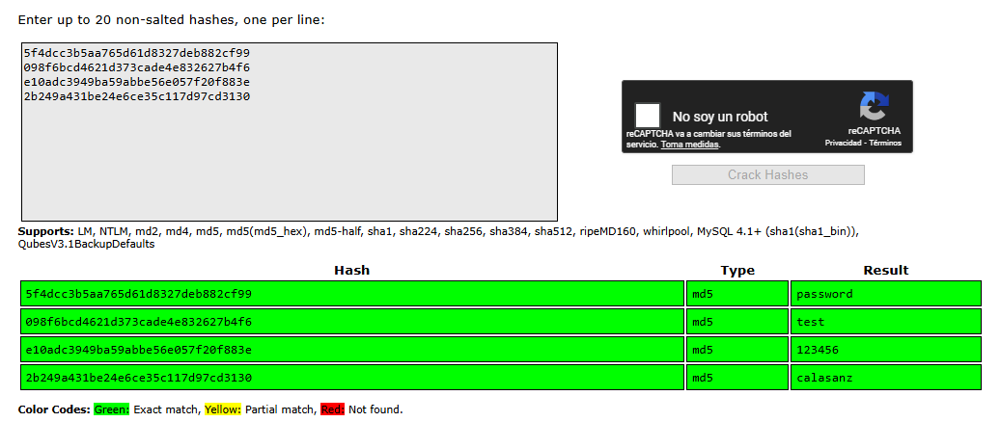 Enter up to 20 non-salted hashes, one per line:
5f4dcc3b5aa765d61d8327deb882cf99
098f6bcd4621d373cade4e832627b4f6
e10adc3949ba59abbe56e057f20f883e
2b249a431be24e6ce35c117d97cd3130
No soy un robot
reCAPTCHA va a cambiar sus términos del
servicio. Toma medidas.
reCAPTCHA
Privacidad - Términos
Crack Hashes
Supports: LM, NTLM, md2, md4, md5, md5(md5_hex), md5-half, sha1, sha224, sha256, sha384, sha512, ripeMD160, whirlpool, MySQL 4.1+ (sha1(sha1_bin)),
QubesV3.1BackupDefaults
Hash Type Result
5f4dcc3b5aa765d61d8327deb882cf99 md5 password
098f6bcd4621d373cade4e832627b4f6 md5 test
e10adc3949ba59abbe56e057f20f883e md5 123456
2b249a431be24e6ce35c117d97cd3130 md5 calasanz
Color Codes: Green: Exact match, Yellow: Partial match, Red: Not found.